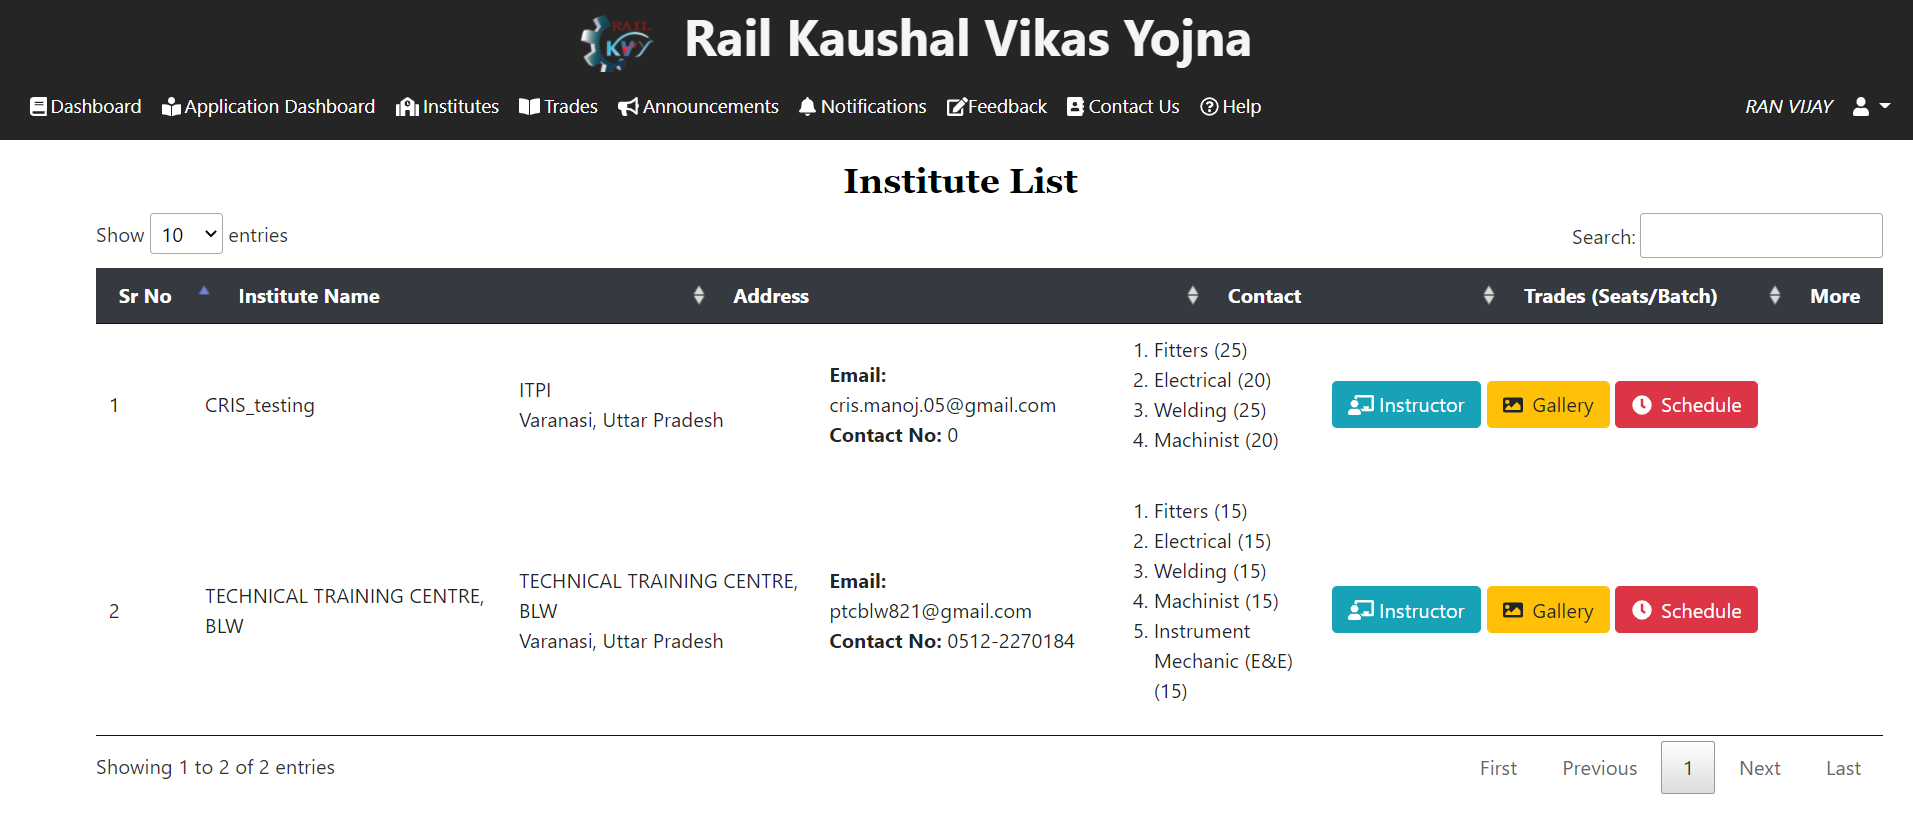 RAIL
KVY
Rail Kaushal Vikas Yojna
Dashboard Application Dashboard Institutes Trades Announcements Notifications Feedback Contact Us Help RAN VIJAY
Institute List
Show 10 entries Search:
Sr No Institute Name Address Contact Trades (Seats/Batch) More
1 CRIS_testing
ITPI
Varanasi, Uttar Pradesh
Email:
cris.manoj.05@gmail.com
Contact No: 0
1. Fitters (25)
2. Electrical (20)
3. Welding (25)
4. Machinist (20)
Instructor Gallery Schedule
2
TECHNICAL TRAINING CENTRE,
BLW
TECHNICAL TRAINING CENTRE,
BLW
Varanasi, Uttar Pradesh
Email:
ptcblw821@gmail.com
Contact No: 0512-2270184
1. Fitters (15)
2. Electrical (15)
3. Welding (15)
4. Machinist (15)
5. Instrument
Mechanic (E&E)
(15)
Instructor Gallery Schedule
Showing 1 to 2 of 2 entries First Previous 1 Next Last